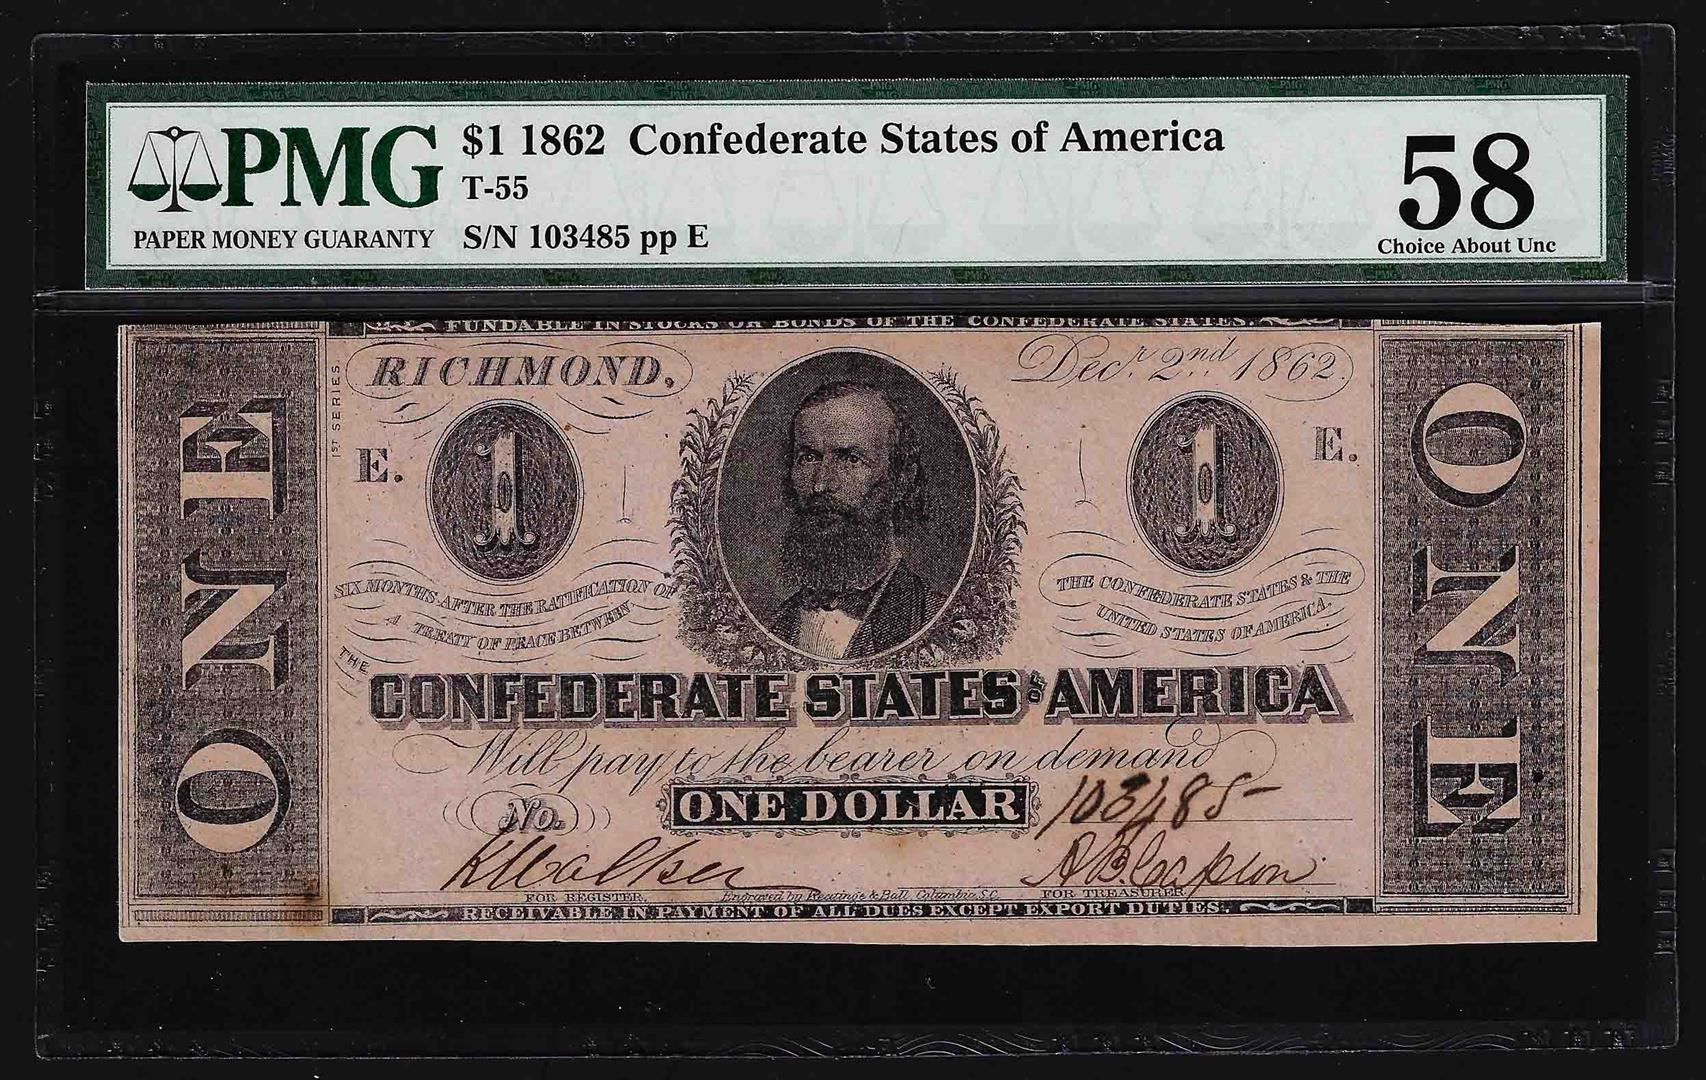 PMG
PAPER MONEY GUARANTY
$1 1862 Confederate States of America
T-55
S/N 103485 pp E
58
Choice About Unc
FUNDABLE IN STOCKS OR BONDS OF THE CONFEDERATE STATES.
RICHMOND,
Decr. 2nd. 1862.
1ST SERIES
E.
1
1
E.
ONE
ONE
SIX MONTHS AFTER THE RATIFICATION OF
A TREATY OF PEACE BETWEEN
THE CONFEDERATE STATES & THE
UNITED STATES OF AMERICA.
THE
CONFEDERATE STATES OF AMERICA
Will pay to the bearer on demand
No.
ONE DOLLAR
103485
FOR REGISTER.
Engraved by Keatinge & Ball, Columbia, S.C.
FOR TREASURER
RECEIVABLE IN PAYMENT OF ALL DUES EXCEPT EXPORT DUTIES.